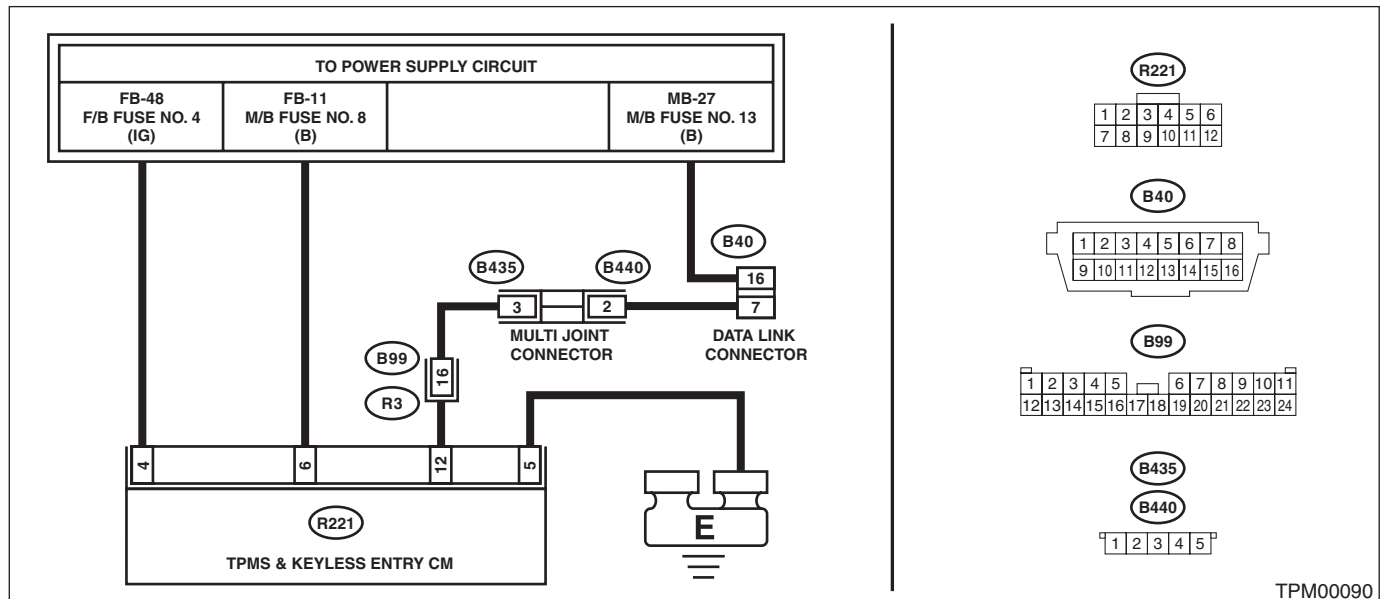 TO POWER SUPPLY CIRCUIT
FB-48
F/B FUSE NO. 4
(IG)
FB-11
M/B FUSE NO. 8
(B)
MB-27
M/B FUSE NO. 13
(B)
B40
B435
B440
16
3
2
7
MULTI JOINT
CONNECTOR
DATA LINK
CONNECTOR
B99
16
R3
4
6
12
5
R221
TPMS & KEYLESS ENTRY CM
E
R221
1 2 3 4 5 6
7 8 9 10 11 12
B40
1 2 3 4 5 6 7 8
9 10 11 12 13 14 15 16
B99
1 2 3 4 5 6 7 8 9 10 11
12 13 14 15 16 17 18 19 20 21 22 23 24
B435
B440
1 2 3 4 5
TPM00090